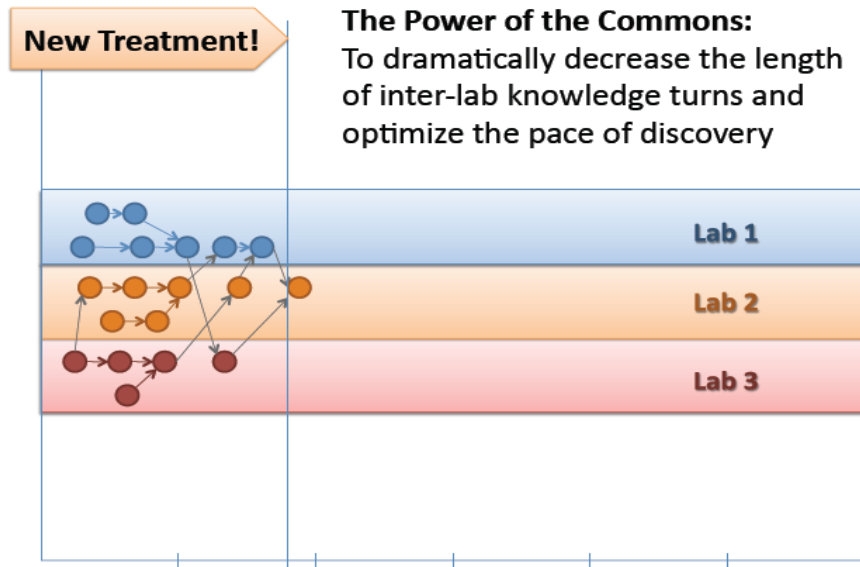 New Treatment!
The Power of the Commons:
To dramatically decrease the length
of inter-lab knowledge turns and
optimize the pace of discovery
Lab 1
Lab 2
Lab 3